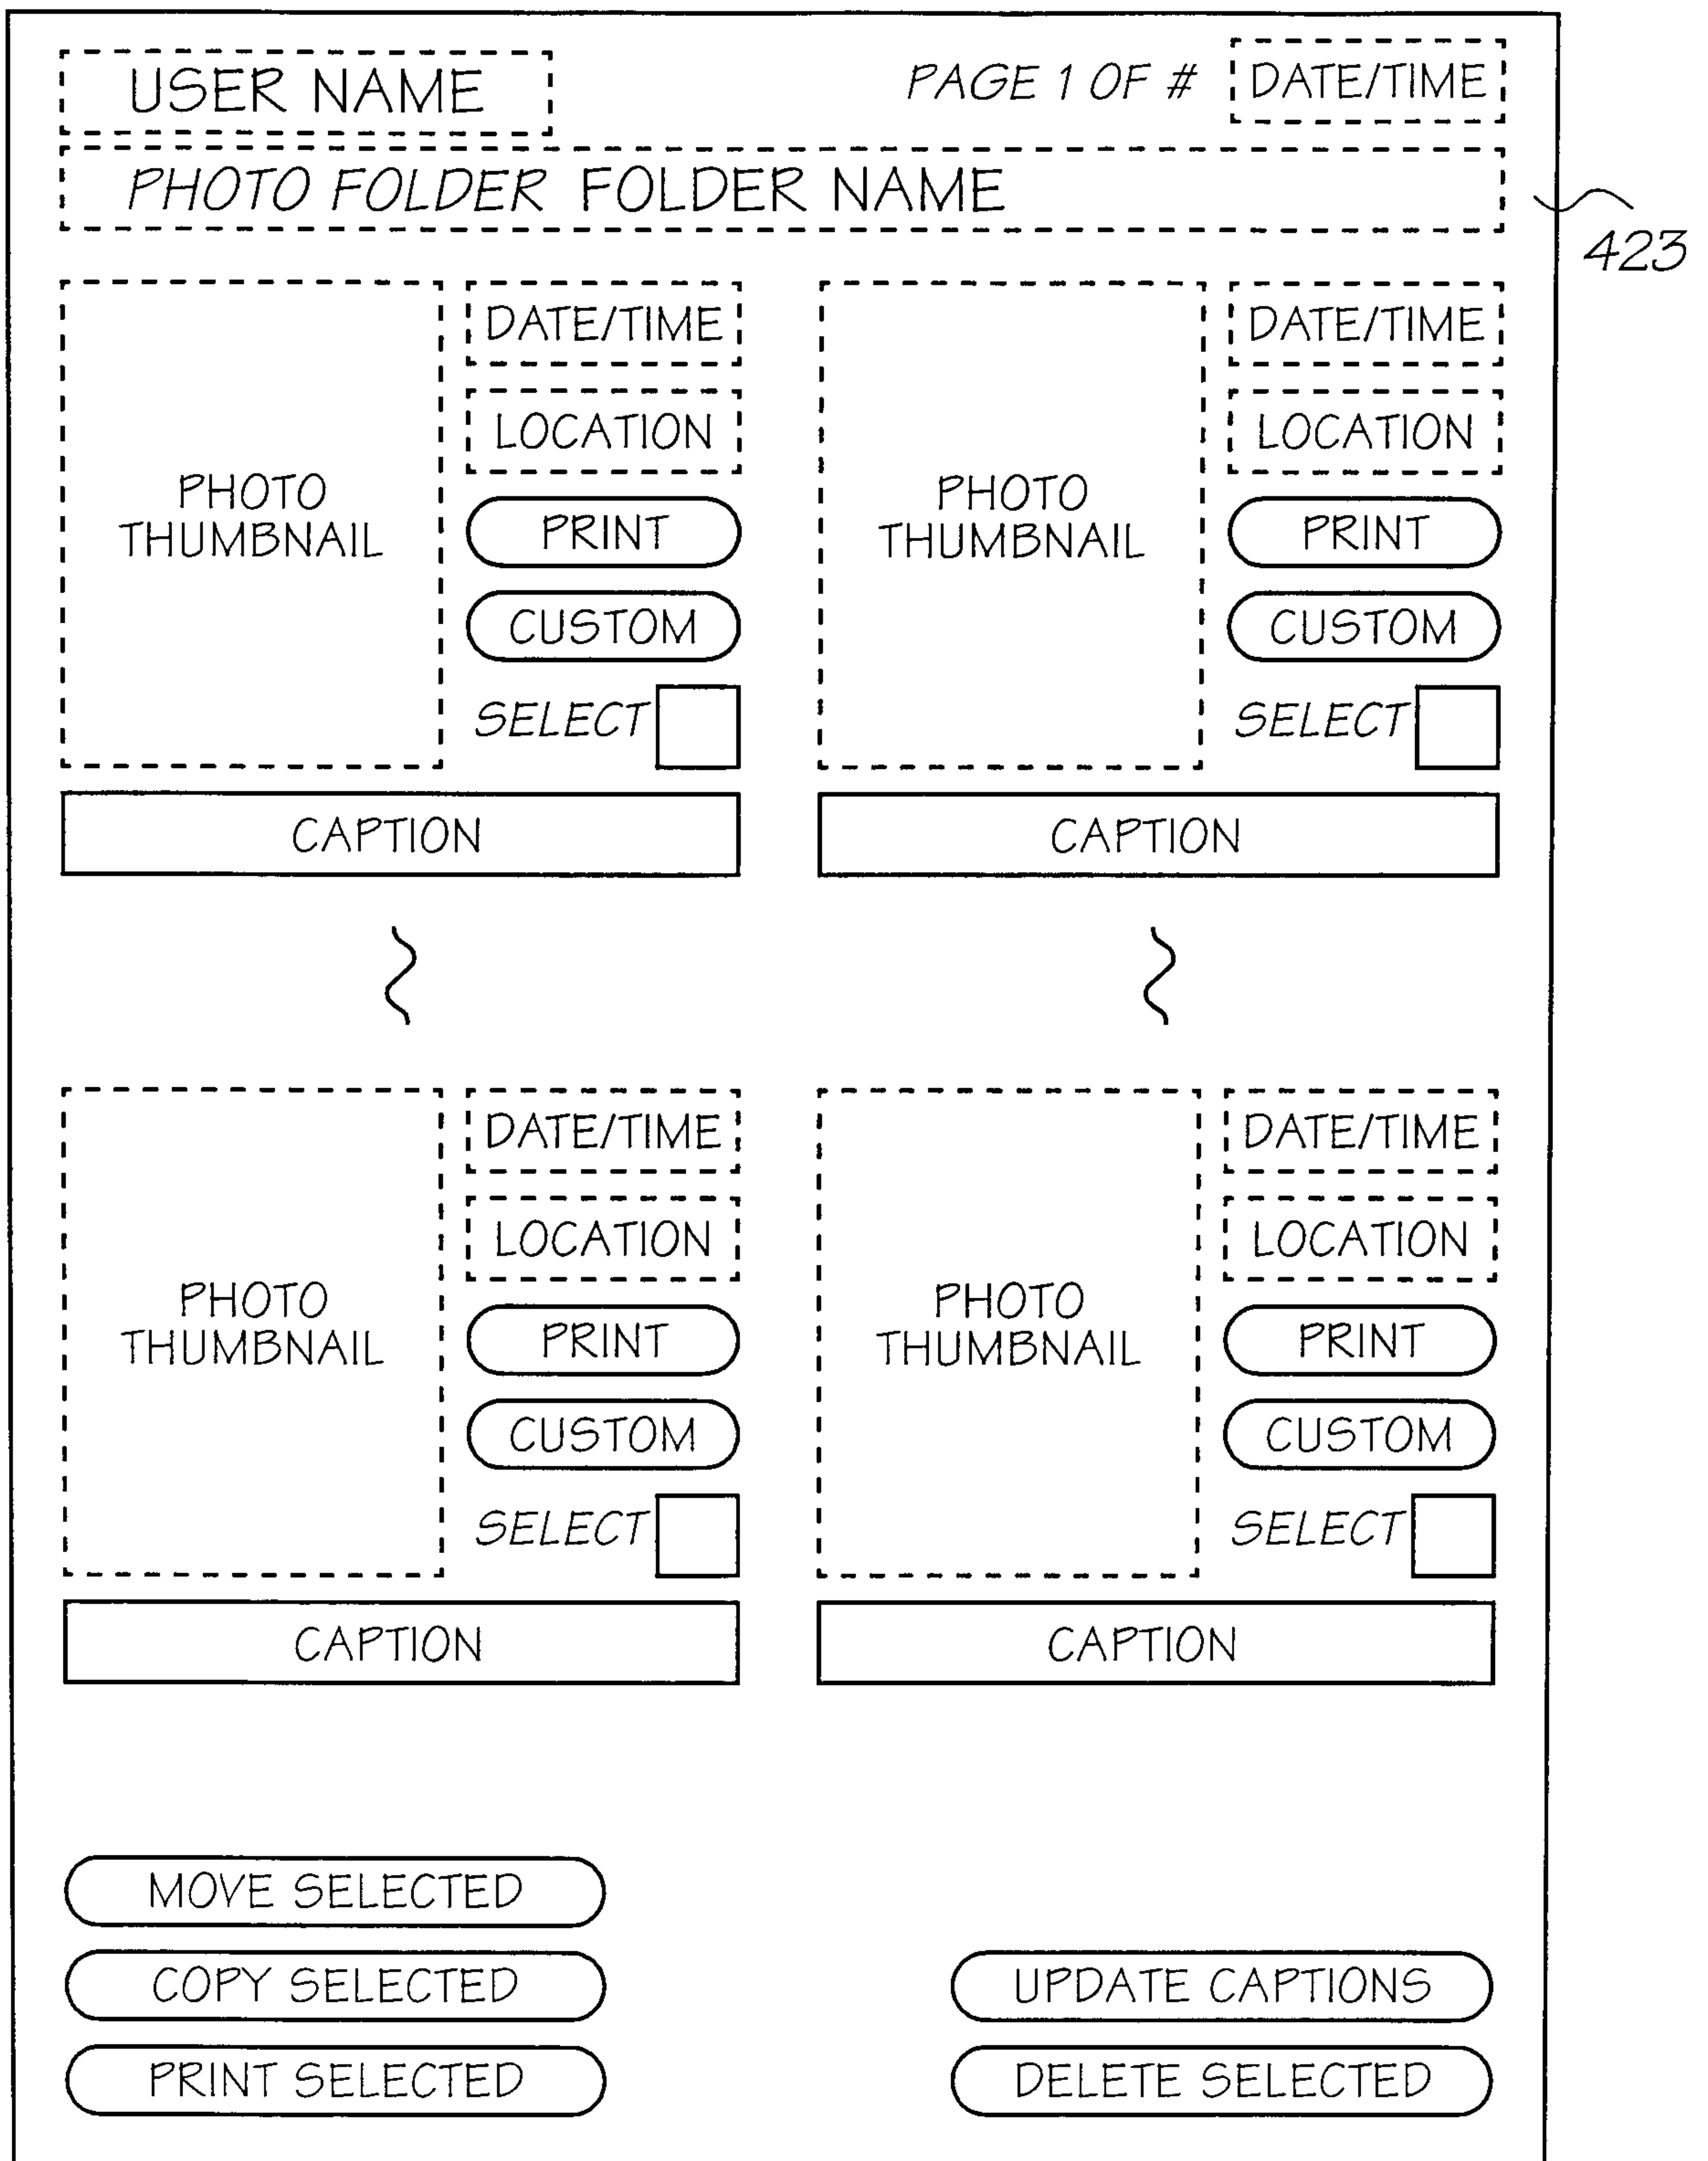 USER NAME
PAGE 1 OF # DATE/TIME
PHOTO FOLDER FOLDER NAME
423
PHOTO
THUMBNAIL
DATE/TIME
LOCATION
PRINT
CUSTOM
SELECT
CAPTION
PHOTO
THUMBNAIL
DATE/TIME
LOCATION
PRINT
CUSTOM
SELECT
CAPTION
PHOTO
THUMBNAIL
DATE/TIME
LOCATION
PRINT
CUSTOM
SELECT
CAPTION
PHOTO
THUMBNAIL
DATE/TIME
LOCATION
PRINT
CUSTOM
SELECT
CAPTION
MOVE SELECTED
COPY SELECTED
PRINT SELECTED
UPDATE CAPTIONS
DELETE SELECTED